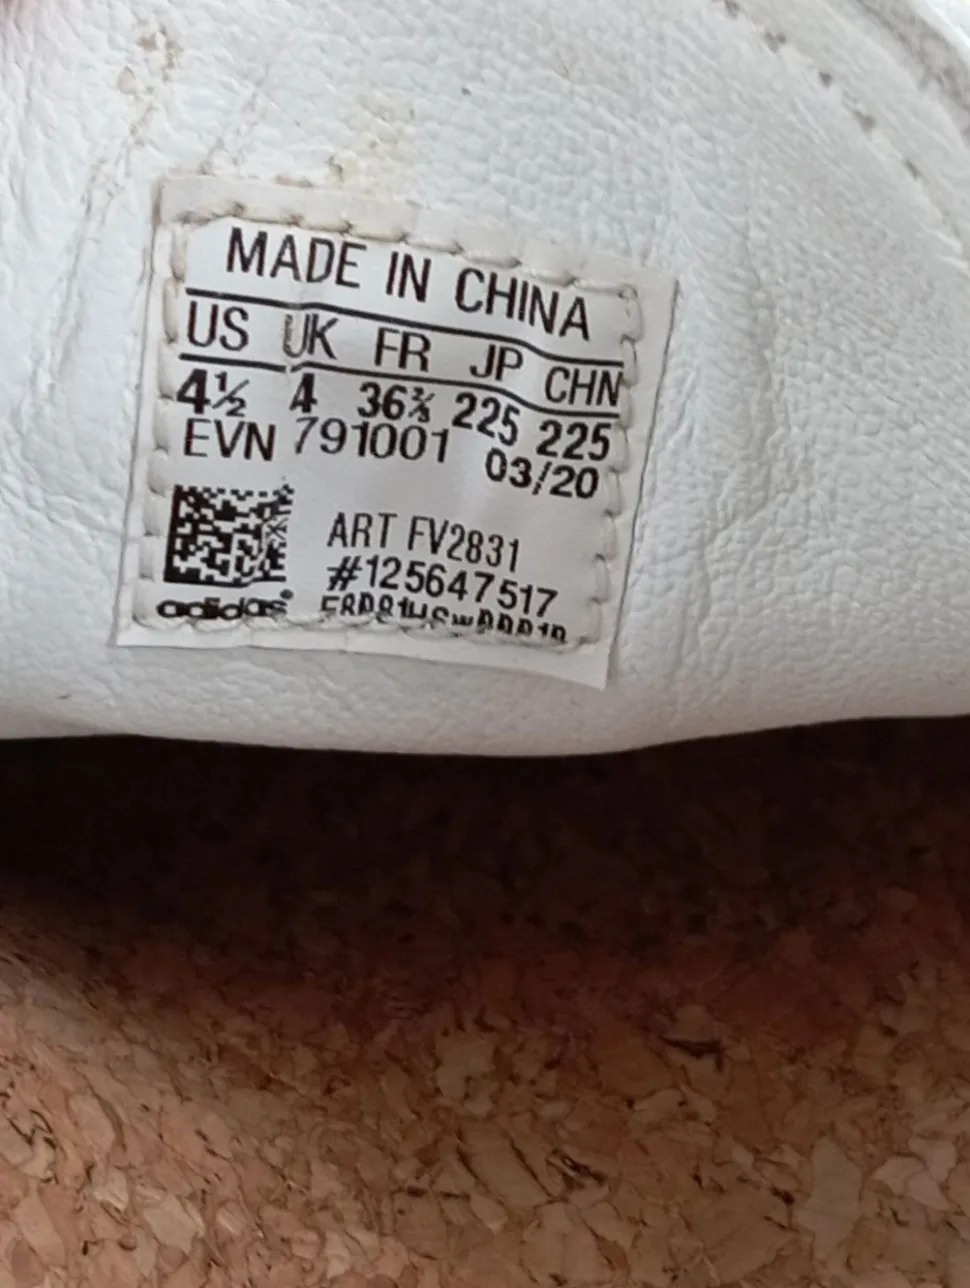 MADE IN CHINA
US UK FR JP CHN
4½ 4 36⅔ 225 225
EVN 791001 03/20
ART FV2831
#125647517
adidas®